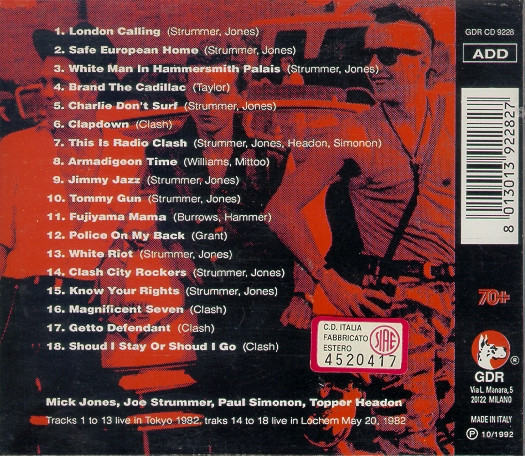 GDR CD 9228
ADD
1. London Calling (Strummer, Jones)
2. Safe European Home (Strummer, Jones)
3. White Man In Hammersmith Palais (Strummer, Jones)
4. Brand The Cadillac (Taylor)
5. Charlie Don't Surf (Strummer, Jones)
6. Clapdown (Clash)
7. This Is Radio Clash (Strummer, Jones, Headon, Simonon)
8. Armadigeon Time (Williams, Mittoo)
9. Jimmy Jazz (Strummer, Jones)
10. Tommy Gun (Strummer, Jones)
11. Fujiyama Mama (Burrows, Hammer)
12. Police On My Back (Grant)
13. White Riot (Strummer, Jones)
14. Clash City Rockers (Strummer, Jones)
15. Know Your Rights (Strummer, Jones)
16. Magnificent Seven (Clash)
17. Getto Defendant (Clash)
18. Shoud I Stay Or Shoud I Go (Clash)
Mick Jones, Joe Strummer, Paul Simonon, Topper Headon
Tracks 1 to 13 live in Tokyo 1982, traks 14 to 18 live in Lochem May 20, 1982
C.D. ITALIA
FABBRICATO
ESTERO
SIAE
4520417
8 013013 922827
70+
GDR
®
Via L. Manara, 5
20122 MILANO
MADE IN ITALY
Ⓟ 10/1992